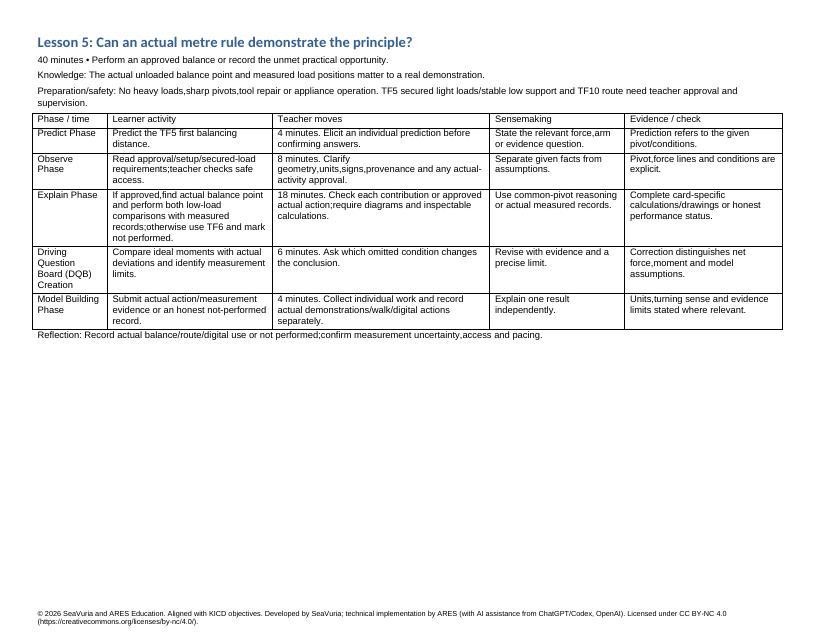 Lesson 5: Can an actual metre rule demonstrate the principle?
40 minutes • Perform an approved balance or record the unmet practical opportunity.
Knowledge: The actual unloaded balance point and measured load positions matter to a real demonstration.
Preparation/safety: No heavy loads,sharp pivots,tool repair or appliance operation. TF5 secured light loads/stable low support and TF10 route need teacher approval and
supervision.
Phase / time
Learner activity
Teacher moves
Sensemaking
Evidence / check
Predict Phase
Predict the TF5 first balancing
distance.
4 minutes. Elicit an individual prediction before
confirming answers.
State the relevant force,arm
or evidence question.
Prediction refers to the given
pivot/conditions.
Observe
Phase
Read approval/setup/secured-load
requirements;teacher checks safe
access.
8 minutes. Clarify
geometry,units,signs,provenance and any actual-
activity approval.
Separate given facts from
assumptions.
Pivot,force lines and conditions are
explicit.
Explain Phase
If approved,find actual balance point
and perform both low-load
comparisons with measured
records;otherwise use TF6 and mark
not performed.
18 minutes. Check each contribution or approved
actual action;require diagrams and inspectable
calculations.
Use common-pivot reasoning
or actual measured records.
Complete card-specific
calculations/drawings or honest
performance status.
Driving
Question
Board (DQB)
Creation
Compare ideal moments with actual
deviations and identify measurement
limits.
6 minutes. Ask which omitted condition changes
the conclusion.
Revise with evidence and a
precise limit.
Correction distinguishes net
force,moment and model
assumptions.
Model Building
Phase
Submit actual action/measurement
evidence or an honest not-performed
record.
4 minutes. Collect individual work and record
actual demonstrations/walk/digital actions
separately.
Explain one result
independently.
Units,turning sense and evidence
limits stated where relevant.
Reflection: Record actual balance/route/digital use or not performed;confirm measurement uncertainty,access and pacing.
© 2026 SeaVuria and ARES Education. Aligned with KICD objectives. Developed by SeaVuria; technical implementation by ARES (with AI assistance from ChatGPT/Codex, OpenAI). Licensed under CC BY-NC 4.0
(https://creativecommons.org/licenses/by-nc/4.0/).